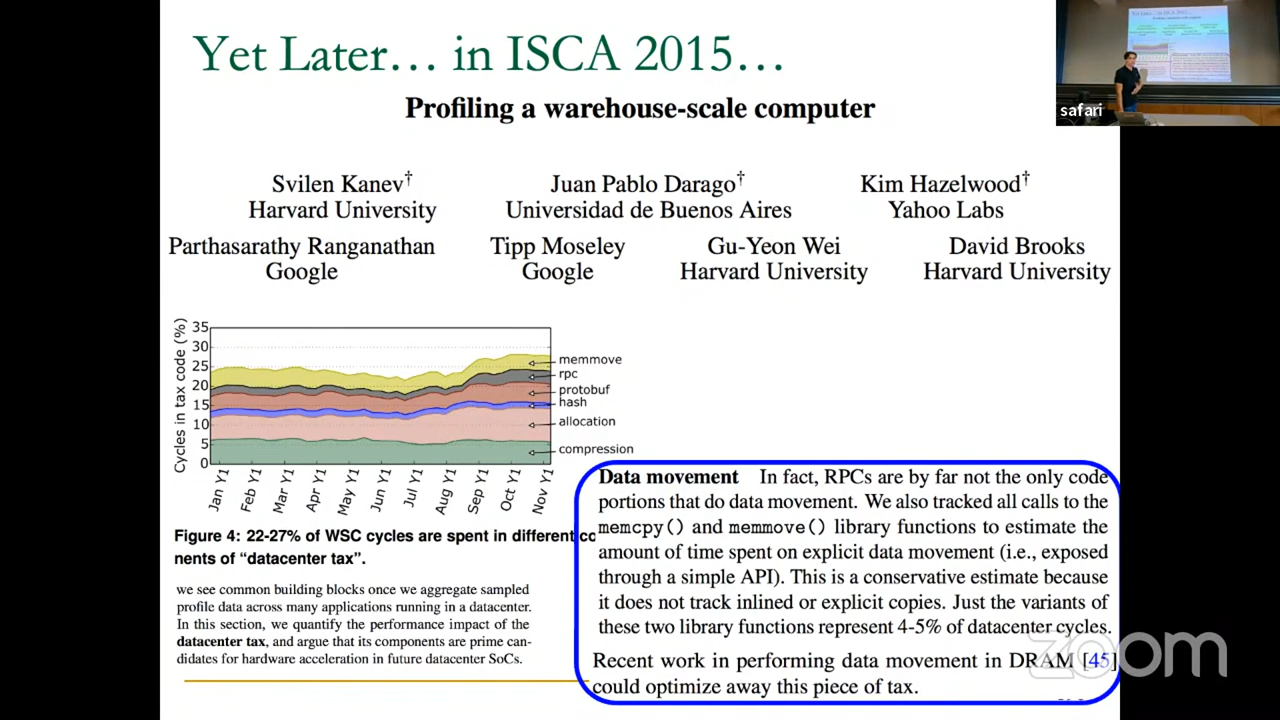 Yet Later… in ISCA 2015…
safari
Profiling a warehouse-scale computer
Svilen Kanev†
Harvard University
Juan Pablo Darago†
Universidad de Buenos Aires
Kim Hazelwood†
Yahoo Labs
Parthasarathy Ranganathan
Google
Tipp Moseley
Google
Gu-Yeon Wei
Harvard University
David Brooks
Harvard University
Cycles in tax code (%)
35
30
25
20
15
10
5
0
memmove
rpc
protobuf
hash
allocation
compression
Jan Y1
Feb Y1
Mar Y1
Apr Y1
May Y1
Jun Y1
Jul Y1
Aug Y1
Sep Y1
Oct Y1
Nov Y1
Figure 4: 22-27% of WSC cycles are spent in different co
nents of “datacenter tax”.
we see common building blocks once we aggregate sampled
profile data across many applications running in a datacenter.
In this section, we quantify the performance impact of the
datacenter tax, and argue that its components are prime can-
didates for hardware acceleration in future datacenter SoCs.
Data movement In fact, RPCs are by far not the only code
portions that do data movement. We also tracked all calls to the
memcpy() and memmove() library functions to estimate the
amount of time spent on explicit data movement (i.e., exposed
through a simple API). This is a conservative estimate because
it does not track inlined or explicit copies. Just the variants of
these two library functions represent 4-5% of datacenter cycles.
Recent work in performing data movement in DRAM [45]
could optimize away this piece of tax.
zoom